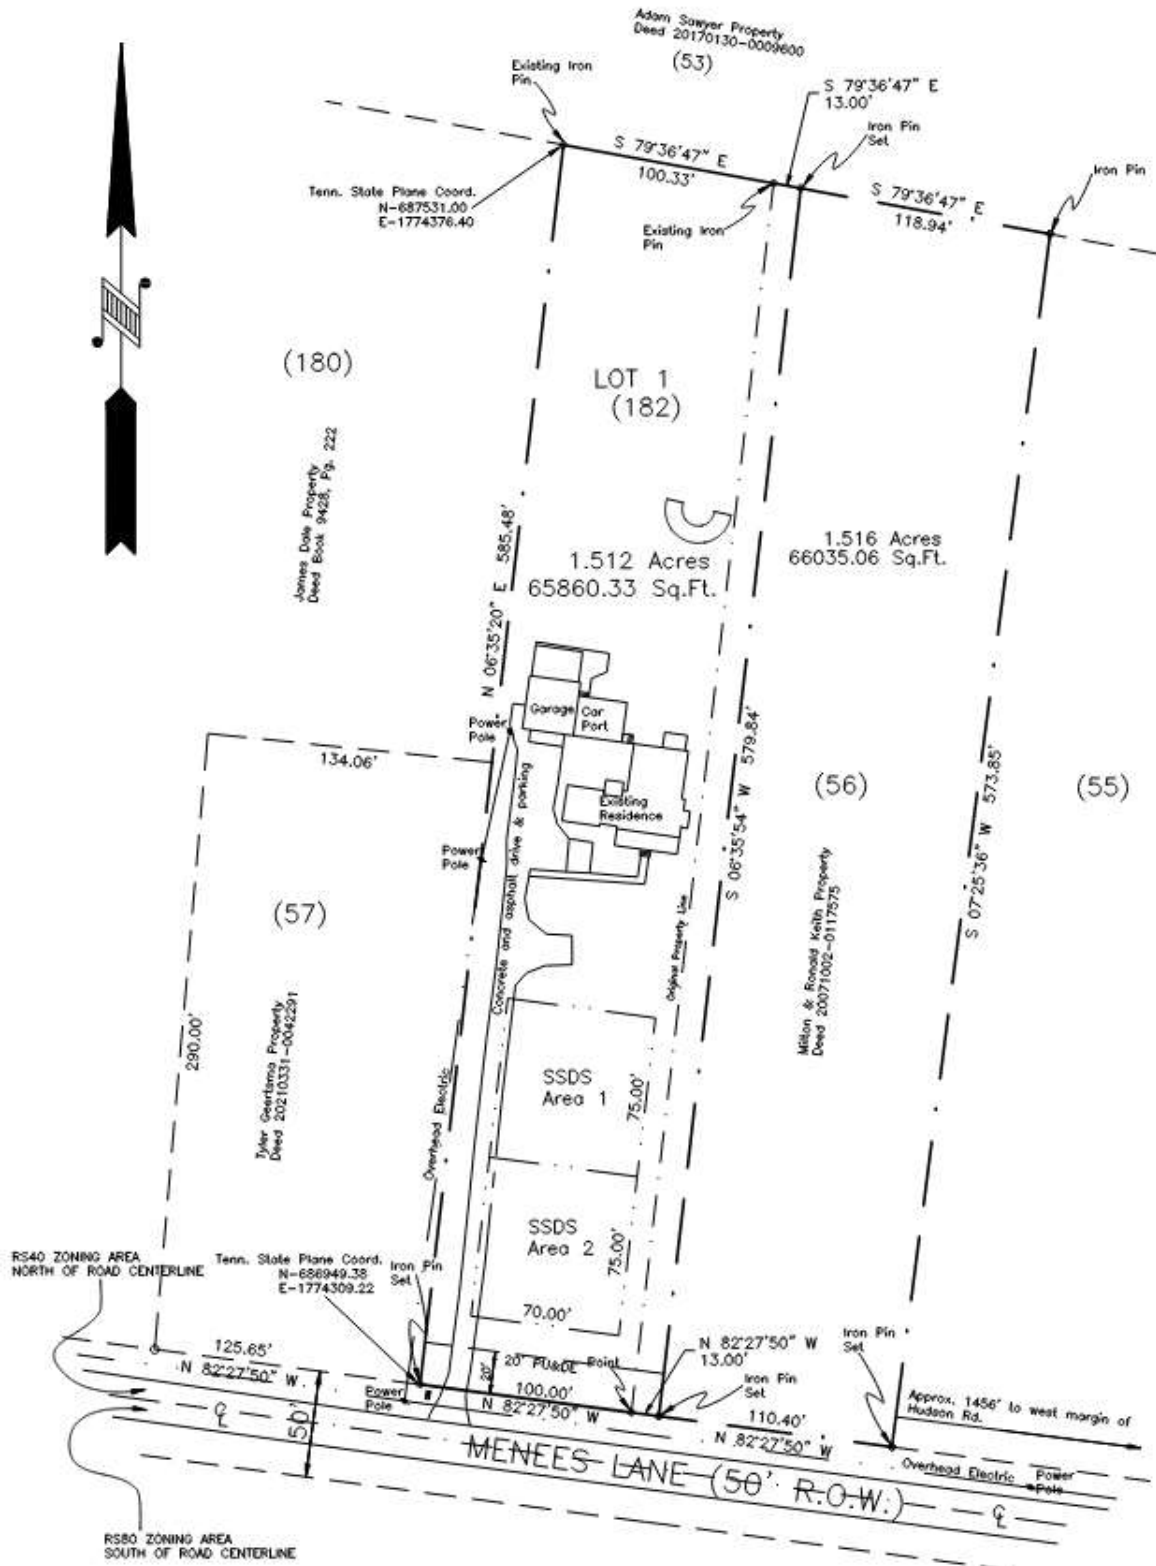 Adam Sawyer Property
Deed 20170130-0009600
(53)
Existing Iron
Pin
S 79°36'47" E
13.00'
Iron Pin
Set
S 79°36'47" E
100.33'
Iron Pin
S 79°36'47" E
118.94'
Tenn. State Plane Coord.
N-687531.00
E-1774376.40
Existing Iron
Pin
(180)
LOT 1
(182)
James Dale Property
Deed Book 9428, Pg. 222
N 06°35'20" E 585.48'
1.512 Acres
65860.33 Sq.Ft.
1.516 Acres
66035.06 Sq.Ft.
Garage
Car
Port
Power
Pole
134.06'
Existing
Residence
S 06°35'54" W 579.84'
(56)
(55)
S 07°25'36" W 573.85'
Power
Pole
Concrete and asphalt drive & parking
(57)
Original Property Line
Milton & Ronald Keith Property
Deed 20071002-0117575
290.00'
Tyler Geertsma Property
Deed 20210331-0042291
Overhead Electric
SSDS
Area 1
75.00'
SSDS
Area 2
75.00'
70.00'
RS40 ZONING AREA
NORTH OF ROAD CENTERLINE
Tenn. State Plane Coord.
N-686949.38
E-1774309.22
Iron Pin
Set
125.65'
N 82°27'50" W
20'
20' PU&DE
Point
N 82°27'50" W
13.00'
Iron Pin
Set
Iron Pin
Set
100.00'
N 82°27'50" W
Power
Pole
110.40'
N 82°27'50" W
Approx. 1456' to west margin of
Hudson Rd.
50'
MENEES LANE (50' R.O.W.)
Overhead Electric
Power
Pole
RS80 ZONING AREA
SOUTH OF ROAD CENTERLINE